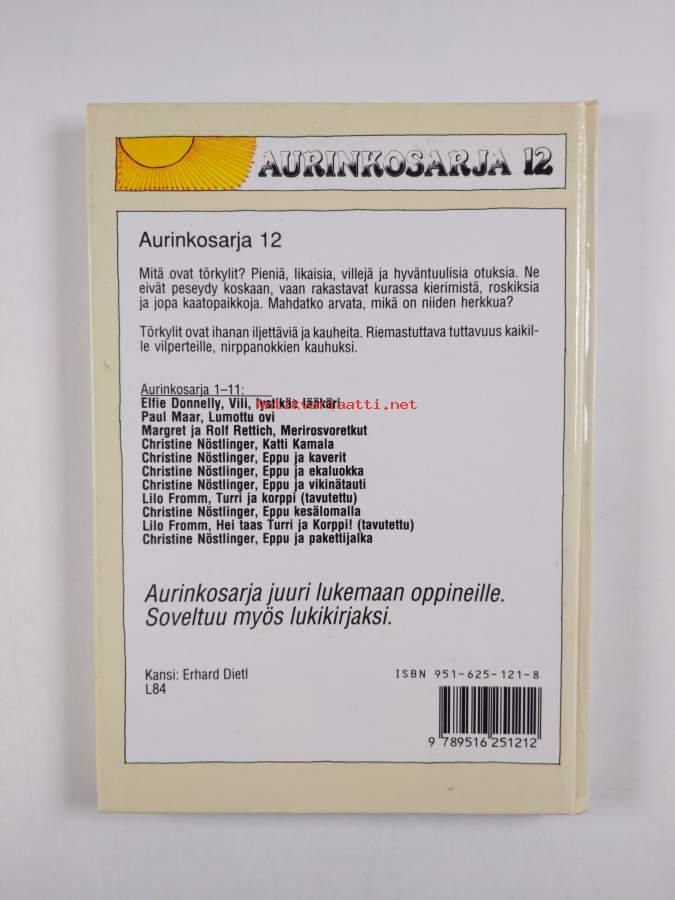 AURINKOSARJA 12
Aurinkosarja 12
Mitä ovat törkylit? Pieniä, likaisia, villejä ja hyväntuulisia otuksia. Ne
eivät peseydy koskaan, vaan rakastavat kurassa kierimistä, roskiksia
ja jopa kaatopaikkoja. Mahdatko arvata, mikä on niiden herkkua?
Törkylit ovat ihanan iljettäviä ja kauheita. Riemastuttava tuttavuus kaikil-
le vilperteille, nirppanokkien kauhuksi.
Aurinkosarja 1–11:
Elfie Donnelly, Vili, lystikäs lääkäri
antikvariaatti.net
Paul Maar, Lumottu ovi
Margret ja Rolf Rettich, Merirosvoretkut
Christine Nöstlinger, Katti Kamala
Christine Nöstlinger, Eppu ja kaverit
Christine Nöstlinger, Eppu ja ekaluokka
Christine Nöstlinger, Eppu ja vikinätauti
Lilo Fromm, Turri ja korppi (tavutettu)
Christine Nöstlinger, Eppu kesälomalla
Lilo Fromm, Hei taas Turri ja Korppi! (tavutettu)
Christine Nöstlinger, Eppu ja pakettijalka
Aurinkosarja juuri lukemaan oppineille.
Soveltuu myös lukikirjaksi.
Kansi: Erhard Dietl
L84
ISBN 951-625-121-8
9 789516 251212